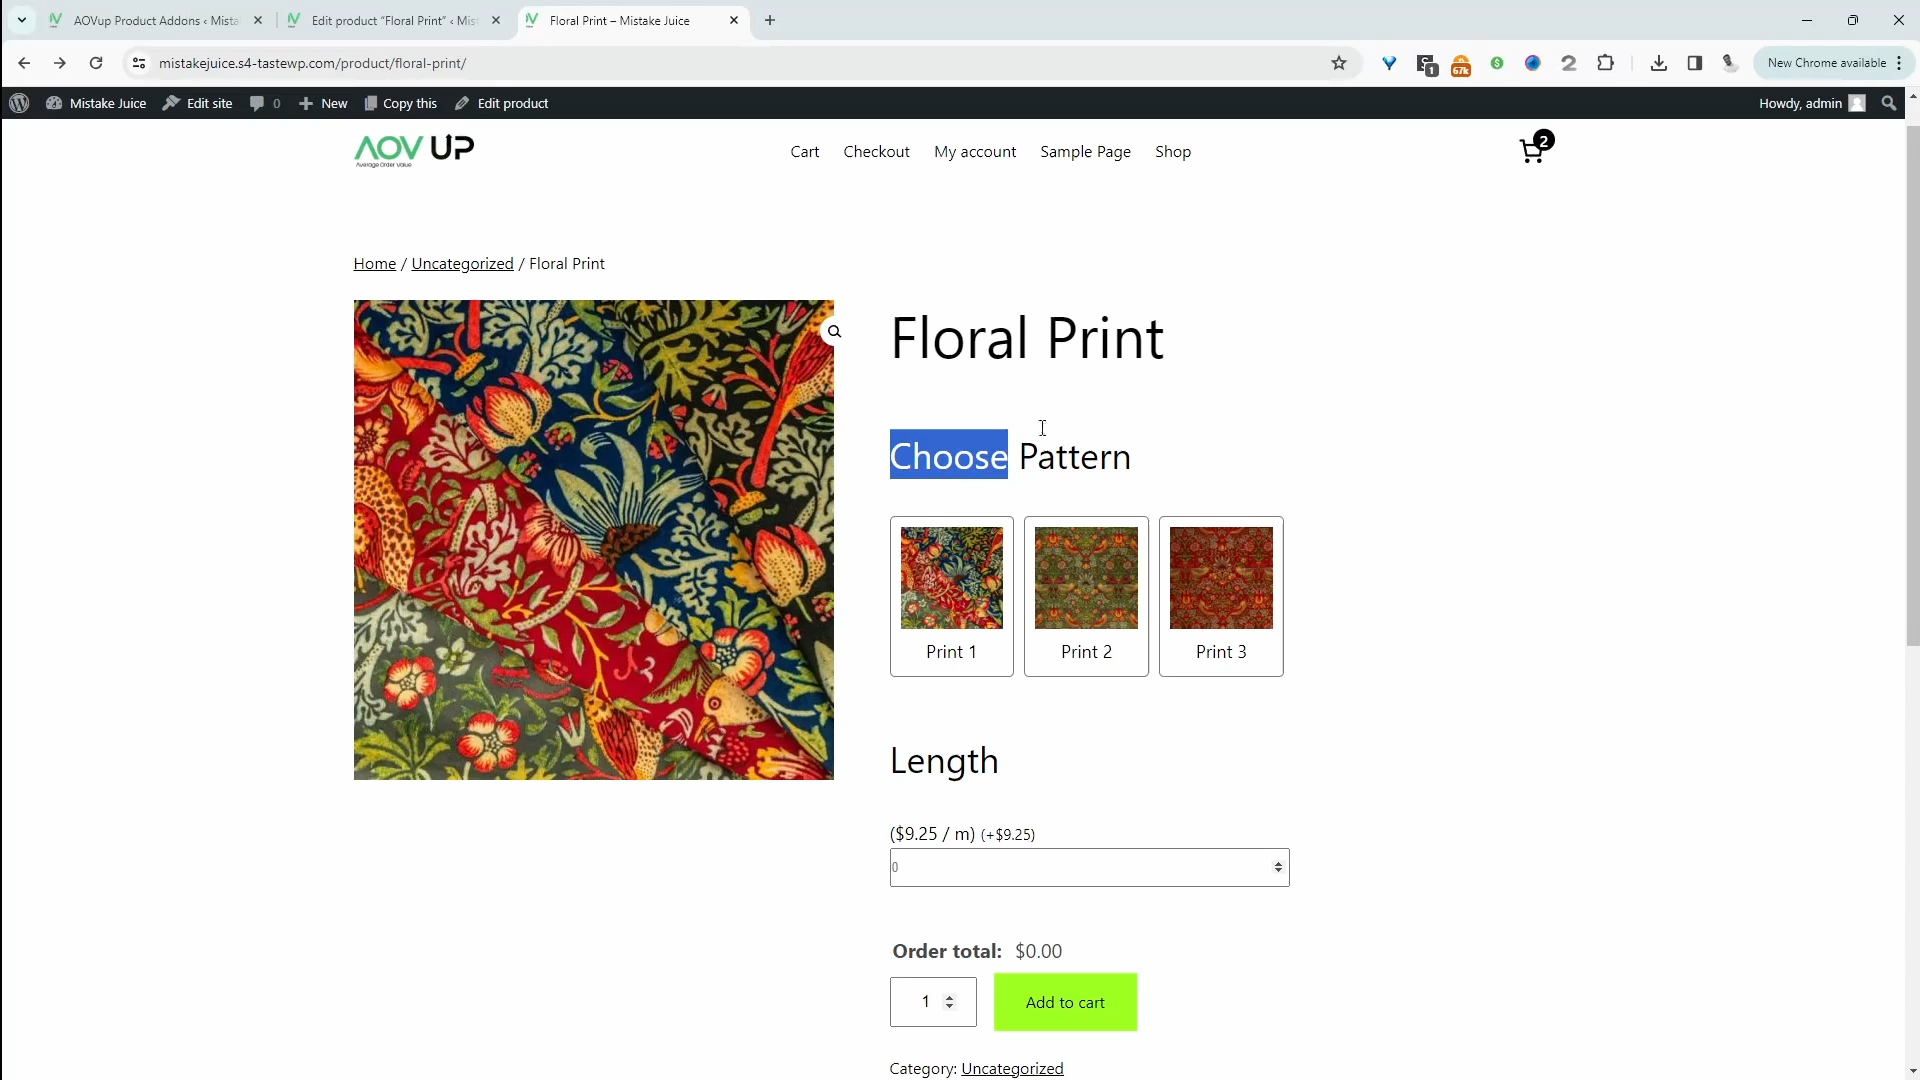 AOVup Product Addons ‹ Mista
Edit product “Floral Print” ‹ Mis
Floral Print – Mistake Juice
mistakejuice.s4-tastewp.com/product/floral-print/
1
67k
New Chrome available
Mistake Juice
Edit site
0
New
Copy this
Edit product
Howdy, admin
AOV UP
Average Order Value
Cart
Checkout
My account
Sample Page
Shop
2
Home / Uncategorized / Floral Print
Floral Print
Choose Pattern
Print 1
Print 2
Print 3
Length
($9.25 / m) (+$9.25)
0
Order total: $0.00
1
Add to cart
Category: Uncategorized